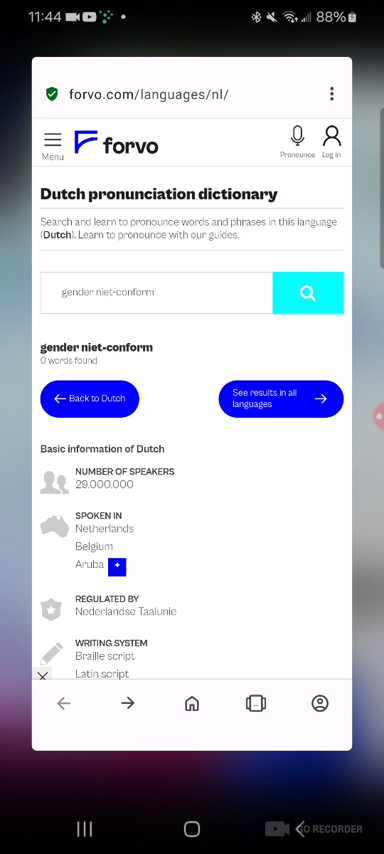 11:44
88%
forvo.com/languages/nl/
Menu
forvo
Pronounce
Log in
Dutch pronunciation dictionary
Search and learn to pronounce words and phrases in this language
(Dutch). Learn to pronounce with our guides.
gender niet-conform
gender niet-conform
0 words found
Back to Dutch
See results in all
languages
Basic information of Dutch
NUMBER OF SPEAKERS
29,000,000
SPOKEN IN
Netherlands
Belgium
Aruba +
REGULATED BY
Nederlandse Taalunie
WRITING SYSTEM
Braille script
Latin script
GO RECORDER